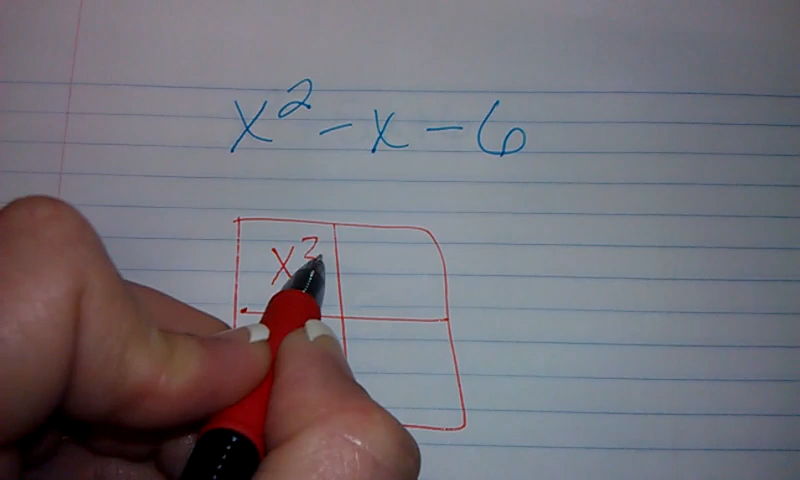 x² - x - 6
x²